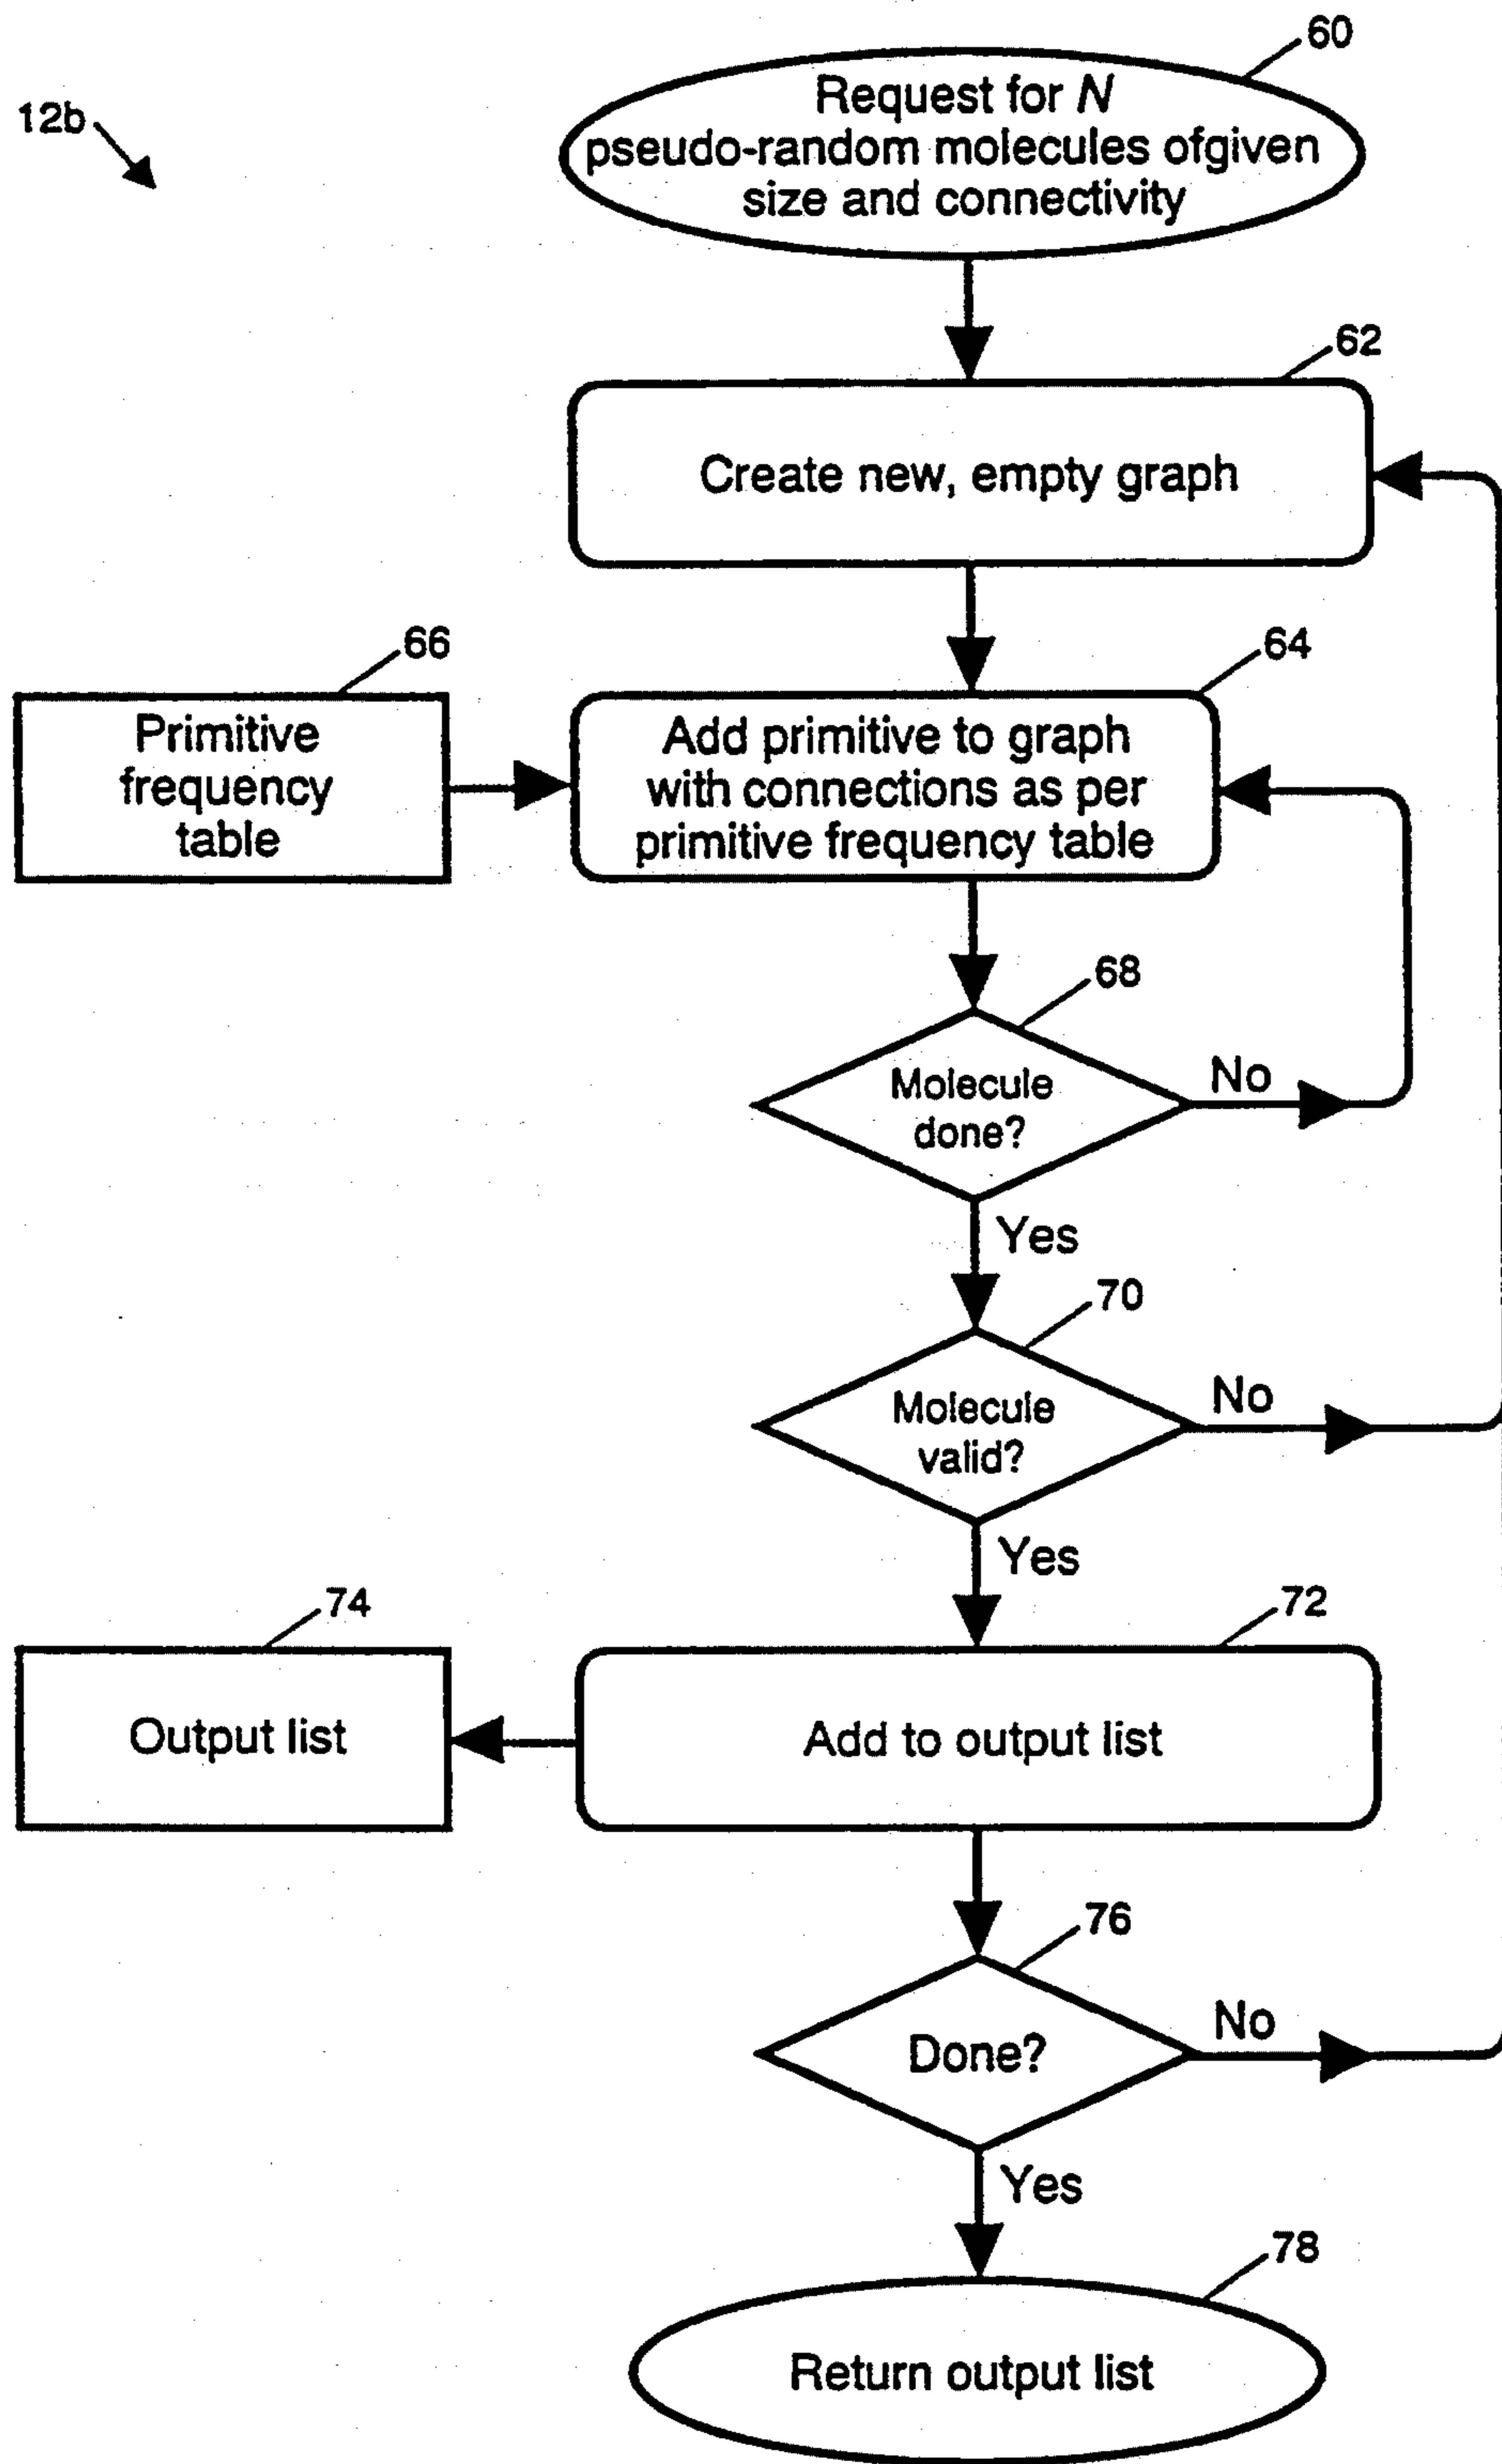 60
12b
Request for N
pseudo-random molecules ofgiven
size and connectivity
62
Create new, empty graph
66
64
Primitive
frequency
table
Add primitive to graph
with connections as per
primitive frequency table
68
Molecule
done?
No
Yes
70
Molecule
valid?
No
Yes
74
72
Output list
Add to output list
76
Done?
No
Yes
78
Return output list